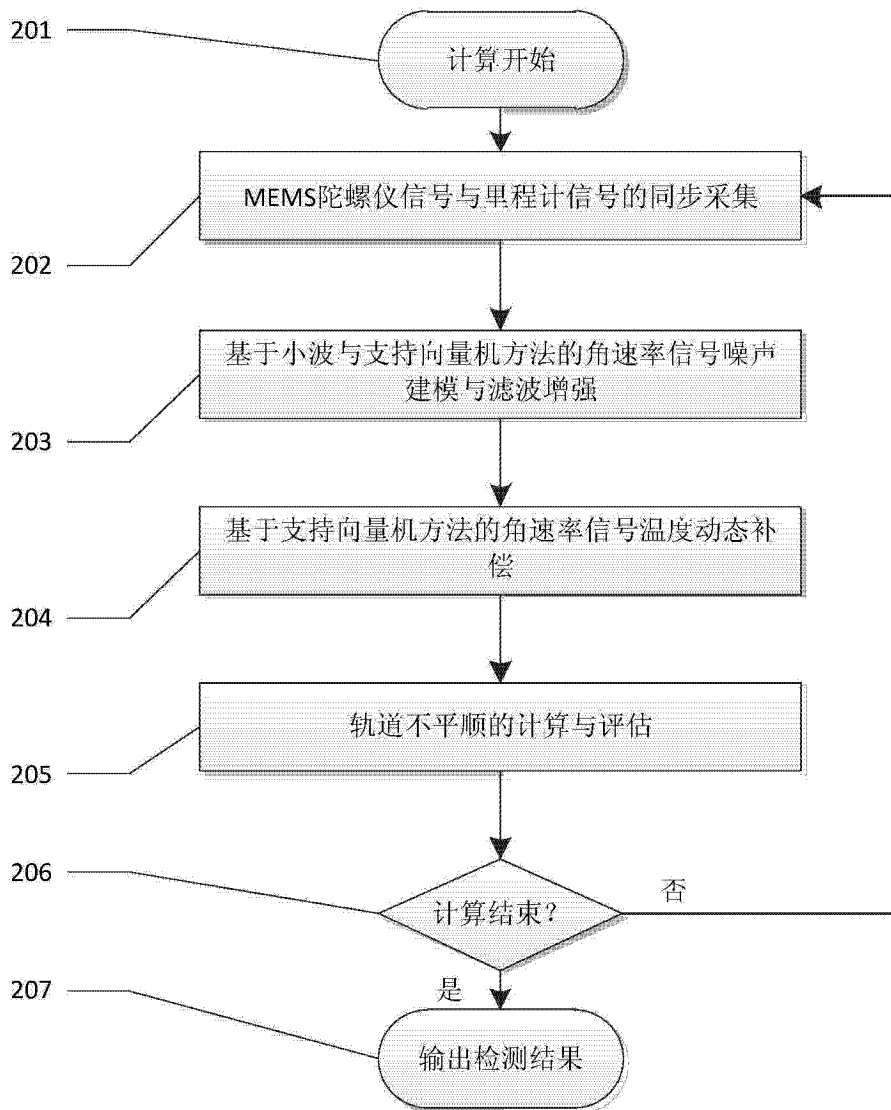 201
计算开始
MEMS陀螺仪信号与里程计信号的同步采集
202
基于小波与支持向量机方法的角速率信号噪声
建模与滤波增强
203
基于支持向量机方法的角速率信号温度动态补
偿
204
轨道不平顺的计算与评估
205
206
计算结束？
否
是
207
输出检测结果